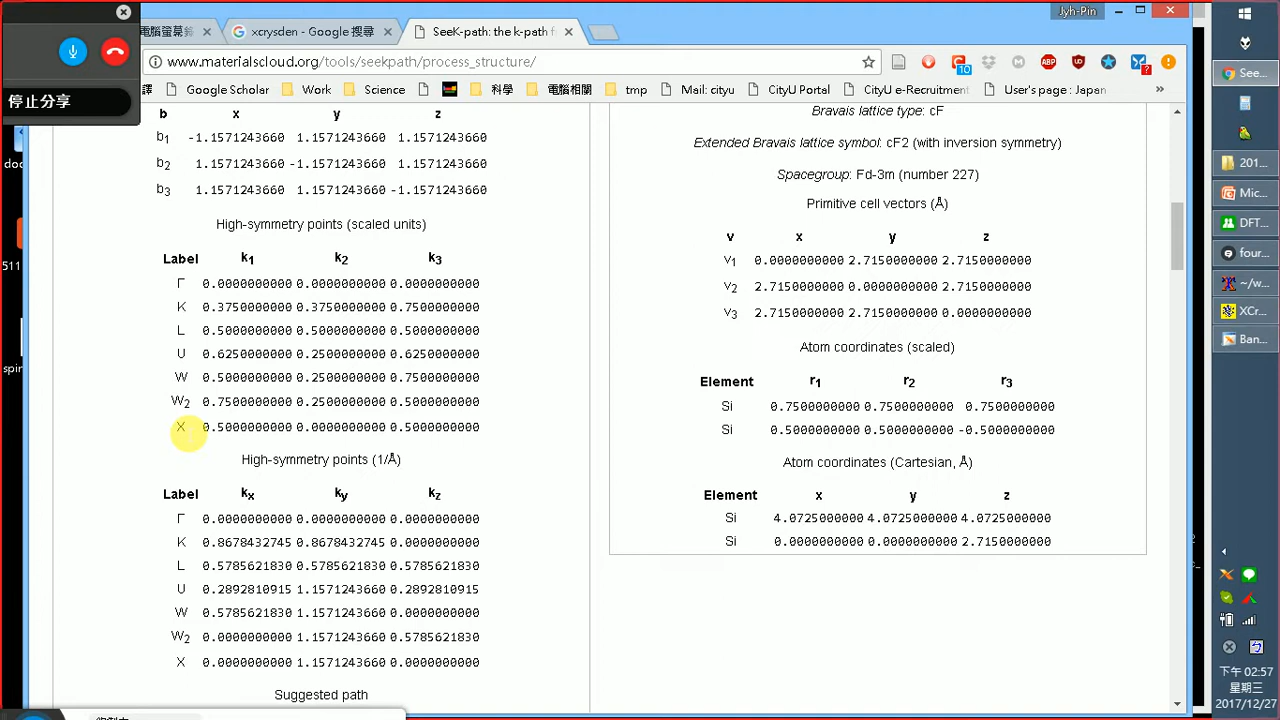 Jyh-Pin
電腦螢幕錄
xcrysden - Google 搜尋
SeeK-path: the k-path f
www.materialscloud.org/tools/seekpath/process_structure/
10
ABP
?
停止分享
譯
Google Scholar
Work
Science
科學
電腦相關
tmp
Mail: cityu
CityU Portal
CityU e-Recruitment
User's page : Japan
»
b x y z
b1 -1.1571243660 1.1571243660 1.1571243660
b2 1.1571243660 -1.1571243660 1.1571243660
b3 1.1571243660 1.1571243660 -1.1571243660
High-symmetry points (scaled units)
Label k1 k2 k3
Γ 0.0000000000 0.0000000000 0.0000000000
K 0.3750000000 0.3750000000 0.7500000000
L 0.5000000000 0.5000000000 0.5000000000
U 0.6250000000 0.2500000000 0.6250000000
W 0.5000000000 0.2500000000 0.7500000000
W2 0.7500000000 0.2500000000 0.5000000000
X 0.5000000000 0.0000000000 0.5000000000
High-symmetry points (1/Å)
Label kx ky kz
Γ 0.0000000000 0.0000000000 0.0000000000
K 0.8678432745 0.8678432745 0.0000000000
L 0.5785621830 0.5785621830 0.5785621830
U 0.2892810915 1.1571243660 0.2892810915
W 0.5785621830 1.1571243660 0.0000000000
W2 0.0000000000 1.1571243660 0.5785621830
X 0.0000000000 1.1571243660 0.0000000000
Suggested path
Bravais lattice type: cF
Extended Bravais lattice symbol: cF2 (with inversion symmetry)
Spacegroup: Fd-3m (number 227)
Primitive cell vectors (Å)
v x y z
v1 0.0000000000 2.7150000000 2.7150000000
v2 2.7150000000 0.0000000000 2.7150000000
v3 2.7150000000 2.7150000000 0.0000000000
Atom coordinates (scaled)
Element r1 r2 r3
Si 0.7500000000 0.7500000000 0.7500000000
Si 0.5000000000 0.5000000000 -0.5000000000
Atom coordinates (Cartesian, Å)
Element x y z
Si 4.0725000000 4.0725000000 4.0725000000
Si 0.0000000000 0.0000000000 2.7150000000
doc
511
spir
See...
201...
Mic...
DFT...
four...
~/w...
XCr...
Ban...
下午 02:57
星期三
2017/12/27